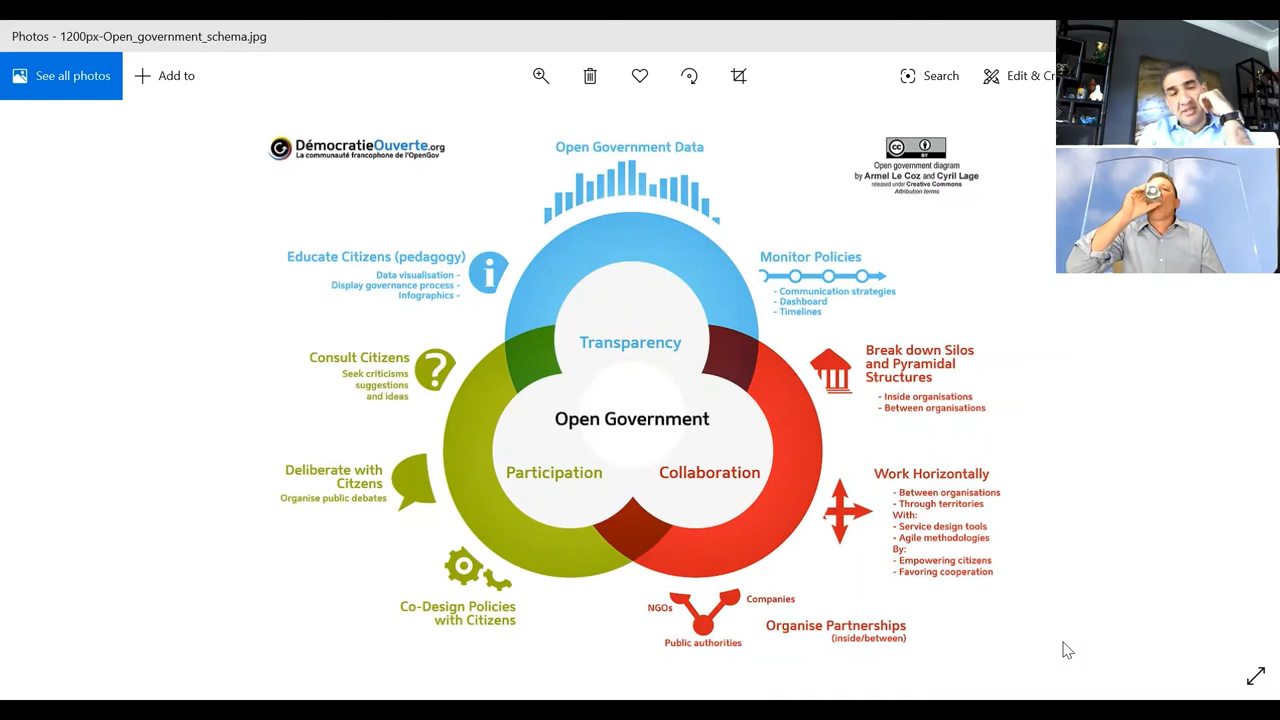 Photos - 1200px-Open_government_schema.jpg
See all photos
Add to
Search
Edit & Cr
DémocratieOuverte.org
La communauté francophone de l'OpenGov
Open Government Data
CC
BY
Open government diagram
by Armel Le Coz and Cyril Lage
released under Creative Commons
Attribution terms
Educate Citizens (pedagogy)
Data visualisation -
Display governance process -
Infographics -
i
Monitor Policies
- Communication strategies
- Dashboard
- Timelines
Transparency
Consult Citizens
Seek criticisms
suggestions
and ideas
?
Break down Silos
and Pyramidal
Structures
- Inside organisations
- Between organisations
Open Government
Participation
Collaboration
Deliberate with
Citzens
Organise public debates
Work Horizontally
- Between organisations
- Through territories
With:
- Service design tools
- Agile methodologies
By:
- Empowering citizens
- Favoring cooperation
Co-Design Policies
with Citizens
NGOs
Companies
Public authorities
Organise Partnerships
(inside/between)